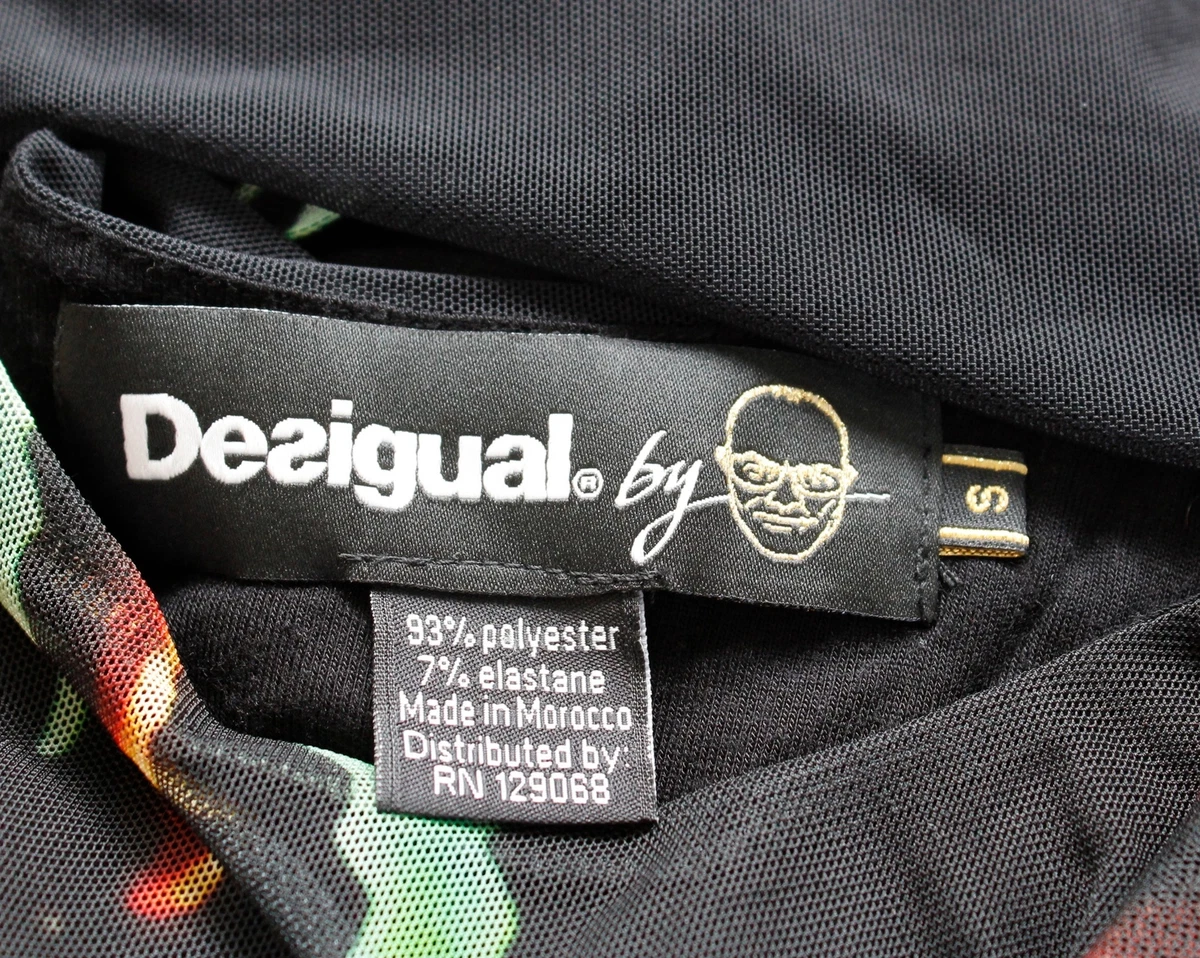 Desigual® by
S
93% polyester
7% elastane
Made in Morocco
Distributed by:
RN 129068